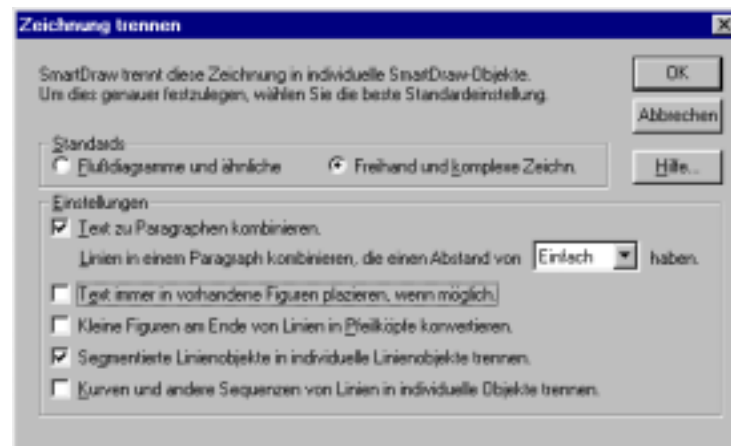 Zeichnung trennen
SmartDraw trennt diese Zeichnung in individuelle SmartDraw-Objekte.
Um dies genauer festzulegen, wählen Sie die beste Standardeinstellung.
OK
Abbrechen
Hilfe...
Standards
Flußdiagramme und ähnliche
Freihand und komplexe Zeichn.
Einstellungen
Text zu Paragraphen kombinieren.
Linien in einem Paragraph kombinieren, die einen Abstand von Einfach haben.
Text immer in vorhandene Figuren plazieren, wenn möglich.
Kleine Figuren am Ende von Linien in Pfeilköpfe konvertieren.
Segmentierte Linienobjekte in individuelle Linienobjekte trennen.
Kurven und andere Sequenzen von Linien in individuelle Objekte trennen.